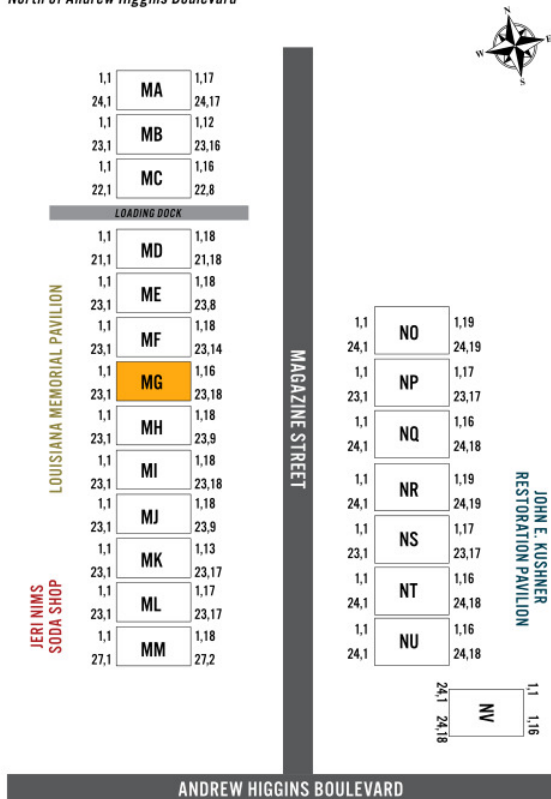 North of Andrew Higgins Boulevard
N
W E
S
1,1 MA 1,17
24,1 24,17
1,1 MB 1,12
23,1 23,16
1,1 MC 1,16
22,1 22,8
LOADING DOCK
1,1 MD 1,18
21,1 21,18
1,1 ME 1,18
23,1 23,8
1,1 MF 1,18
23,1 23,14
1,1 MG 1,16
23,1 23,18
1,1 MH 1,18
23,1 23,9
1,1 MI 1,18
23,1 23,18
1,1 MJ 1,18
23,1 23,9
1,1 MK 1,13
23,1 23,17
1,1 ML 1,17
23,1 23,17
1,1 MM 1,18
27,1 27,2
LOUISIANA MEMORIAL PAVILION
JERI NIMS
SODA SHOP
MAGAZINE STREET
1,1 NO 1,19
24,1 24,19
1,1 NP 1,17
23,1 23,17
1,1 NQ 1,16
24,1 24,18
1,1 NR 1,19
24,1 24,19
1,1 NS 1,17
23,1 23,17
1,1 NT 1,16
24,1 24,18
1,1 NU 1,16
24,1 24,18
JOHN E. KUSHNER
RESTORATION PAVILION
1,1 NV 1,16
24,1 24,18
ANDREW HIGGINS BOULEVARD